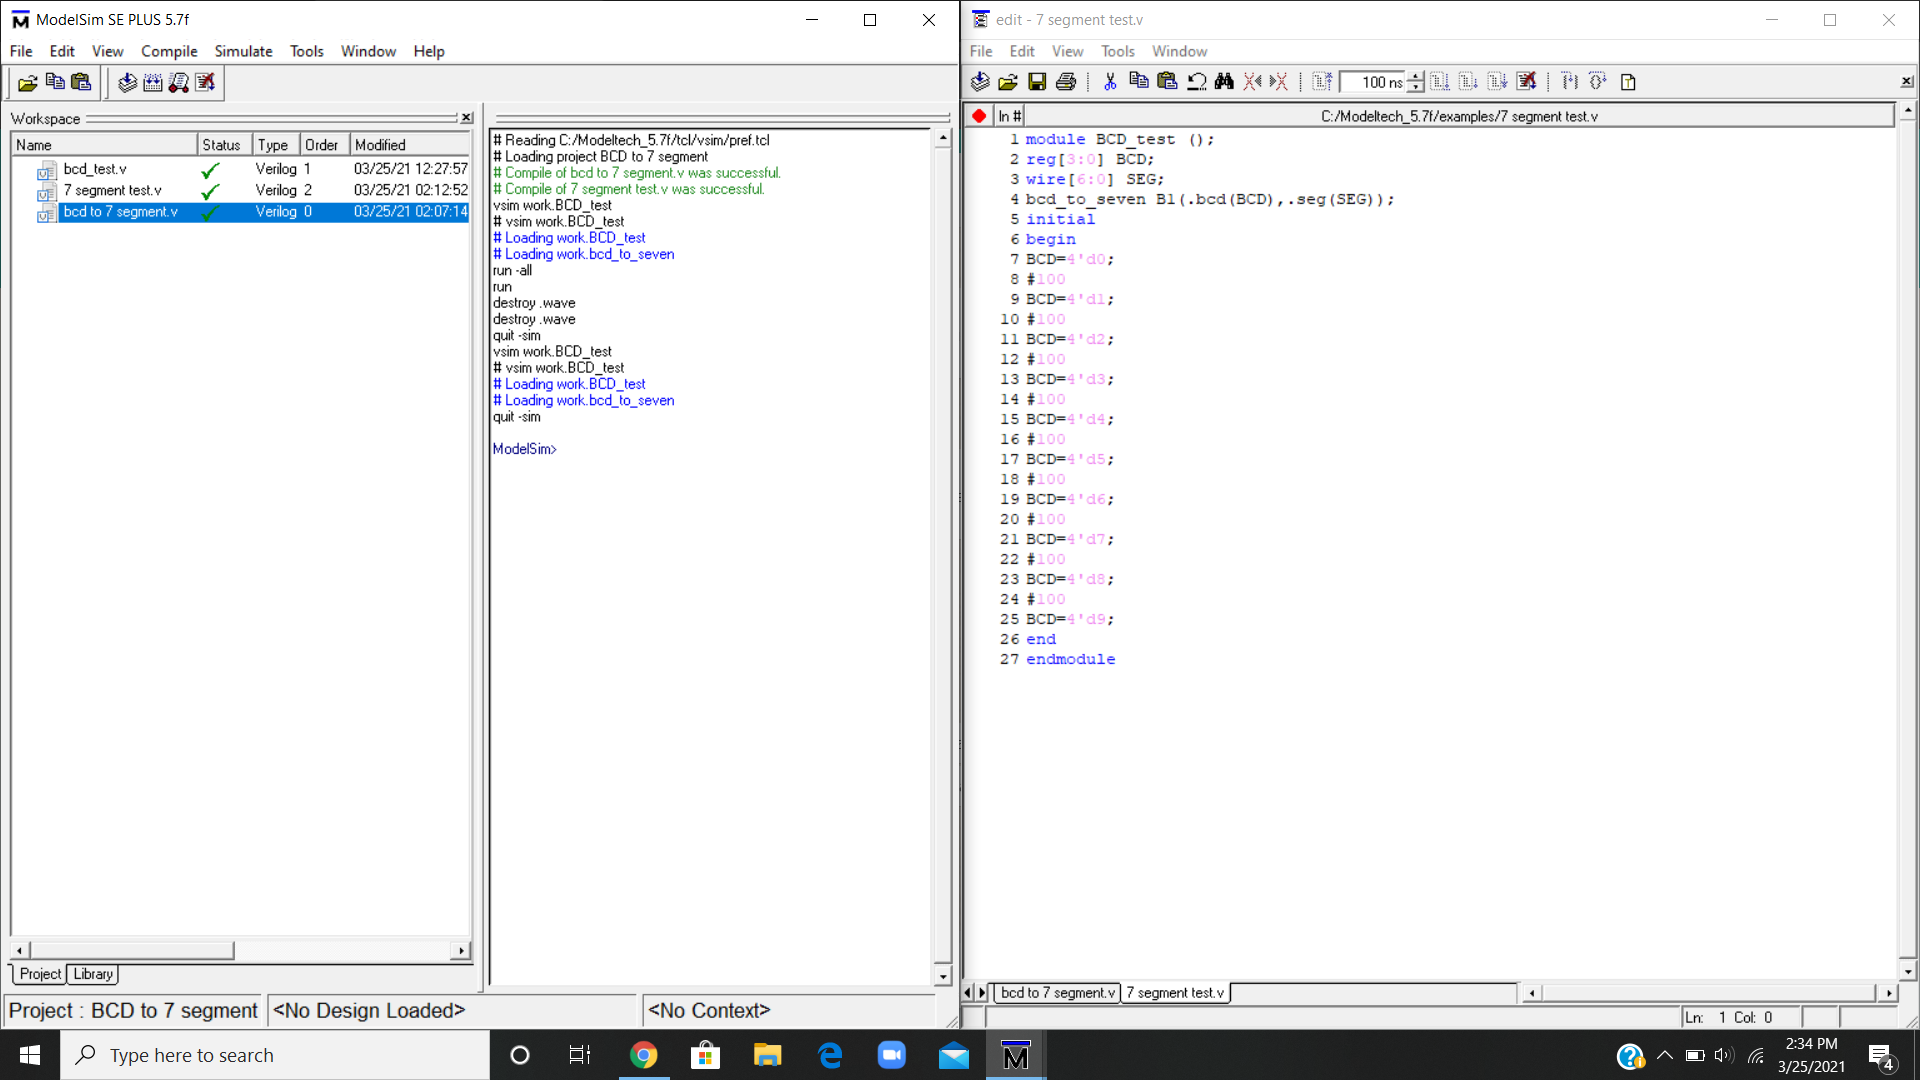 ModelSim SE PLUS 5.7f
File Edit View Compile Simulate Tools Window Help
Workspace
Name Status Type Order Modified
bcd_test.v Verilog 1 03/25/21 12:27:57
7 segment test.v Verilog 2 03/25/21 02:12:52
bcd to 7 segment.v Verilog 0 03/25/21 02:07:14
Project Library
# Reading C:/Modeltech_5.7f/tcl/vsim/pref.tcl
# Loading project BCD to 7 segment
# Compile of bcd to 7 segment.v was successful.
# Compile of 7 segment test.v was successful.
vsim work.BCD_test
# vsim work.BCD_test
# Loading work.BCD_test
# Loading work.bcd_to_seven
run -all
run
destroy .wave
destroy .wave
quit -sim
vsim work.BCD_test
# vsim work.BCD_test
# Loading work.BCD_test
# Loading work.bcd_to_seven
quit -sim
ModelSim>
Project : BCD to 7 segment <No Design Loaded> <No Context>
edit - 7 segment test.v
File Edit View Tools Window
100 ns
ln # C:/Modeltech_5.7f/examples/7 segment test.v
1 module BCD_test ();
2 reg[3:0] BCD;
3 wire[6:0] SEG;
4 bcd_to_seven B1(.bcd(BCD),.seg(SEG));
5 initial
6 begin
7 BCD=4'd0;
8 #100
9 BCD=4'd1;
10 #100
11 BCD=4'd2;
12 #100
13 BCD=4'd3;
14 #100
15 BCD=4'd4;
16 #100
17 BCD=4'd5;
18 #100
19 BCD=4'd6;
20 #100
21 BCD=4'd7;
22 #100
23 BCD=4'd8;
24 #100
25 BCD=4'd9;
26 end
27 endmodule
bcd to 7 segment.v 7 segment test.v
Ln: 1 Col: 0
Type here to search
2:34 PM
3/25/2021
4